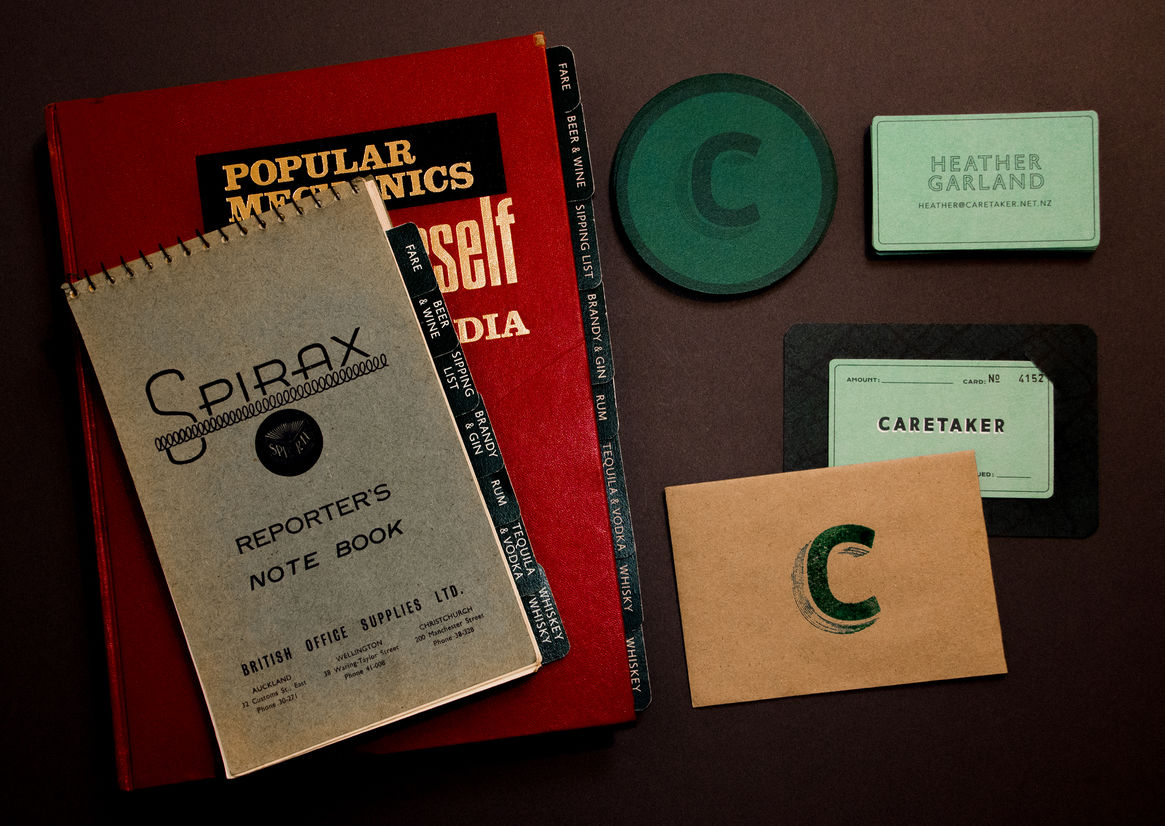 POPULAR
MECHANICS
self
DIA
FARE
BEER & WINE
SIPPING LIST
BRANDY & GIN
RUM
TEQUILA & VODKA
WHISKY
WHISKEY
SPIRAX
SPIRAX
REPORTER'S
NOTE BOOK
BRITISH OFFICE SUPPLIES LTD.
AUCKLAND
32 Customs St., East
Phone 30-271
WELLINGTON
38 Waring-Taylor Street
Phone 41-008
CHRISTCHURCH
200 Manchester Street
Phone 38-328
FARE
BEER
& WINE
SIPPING
LIST
BRANDY
& GIN
RUM
TEQUILA
& VODKA
WHISKEY
WHISKY
C
HEATHER
GARLAND
HEATHER@CARETAKER.NET.NZ
AMOUNT: CARD: Nº 4152
CARETAKER
UED:
C